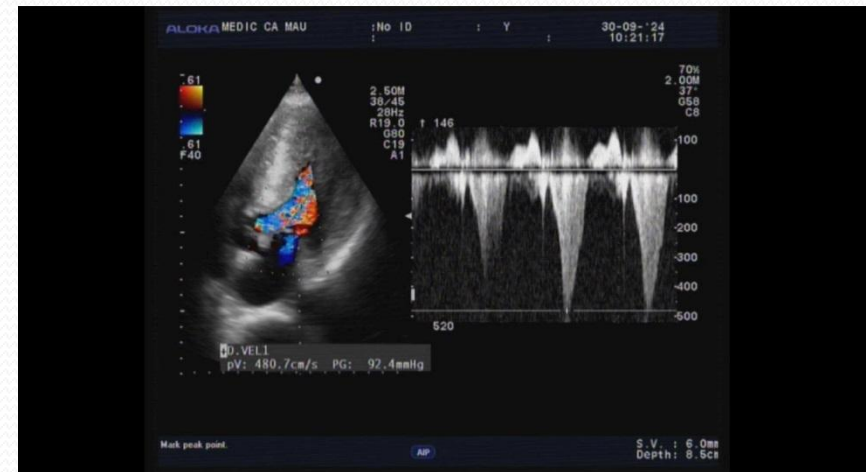 ALOKA MEDIC CA MAU :No ID : Y 30-09-'24
: : 10:21:17
.61
.61
F40
2.50M
38/45
28Hz
R19.0
G80
C19
A1
70%
2.00M
37°
G58
C8
↑ 146
-100
-100
-200
-300
-400
-500
520
D.VEL1
pV: 480.7cm/s PG: 92.4mmHg
Mark peak point.
AIP
S.V. : 6.0mm
Depth: 8.5cm